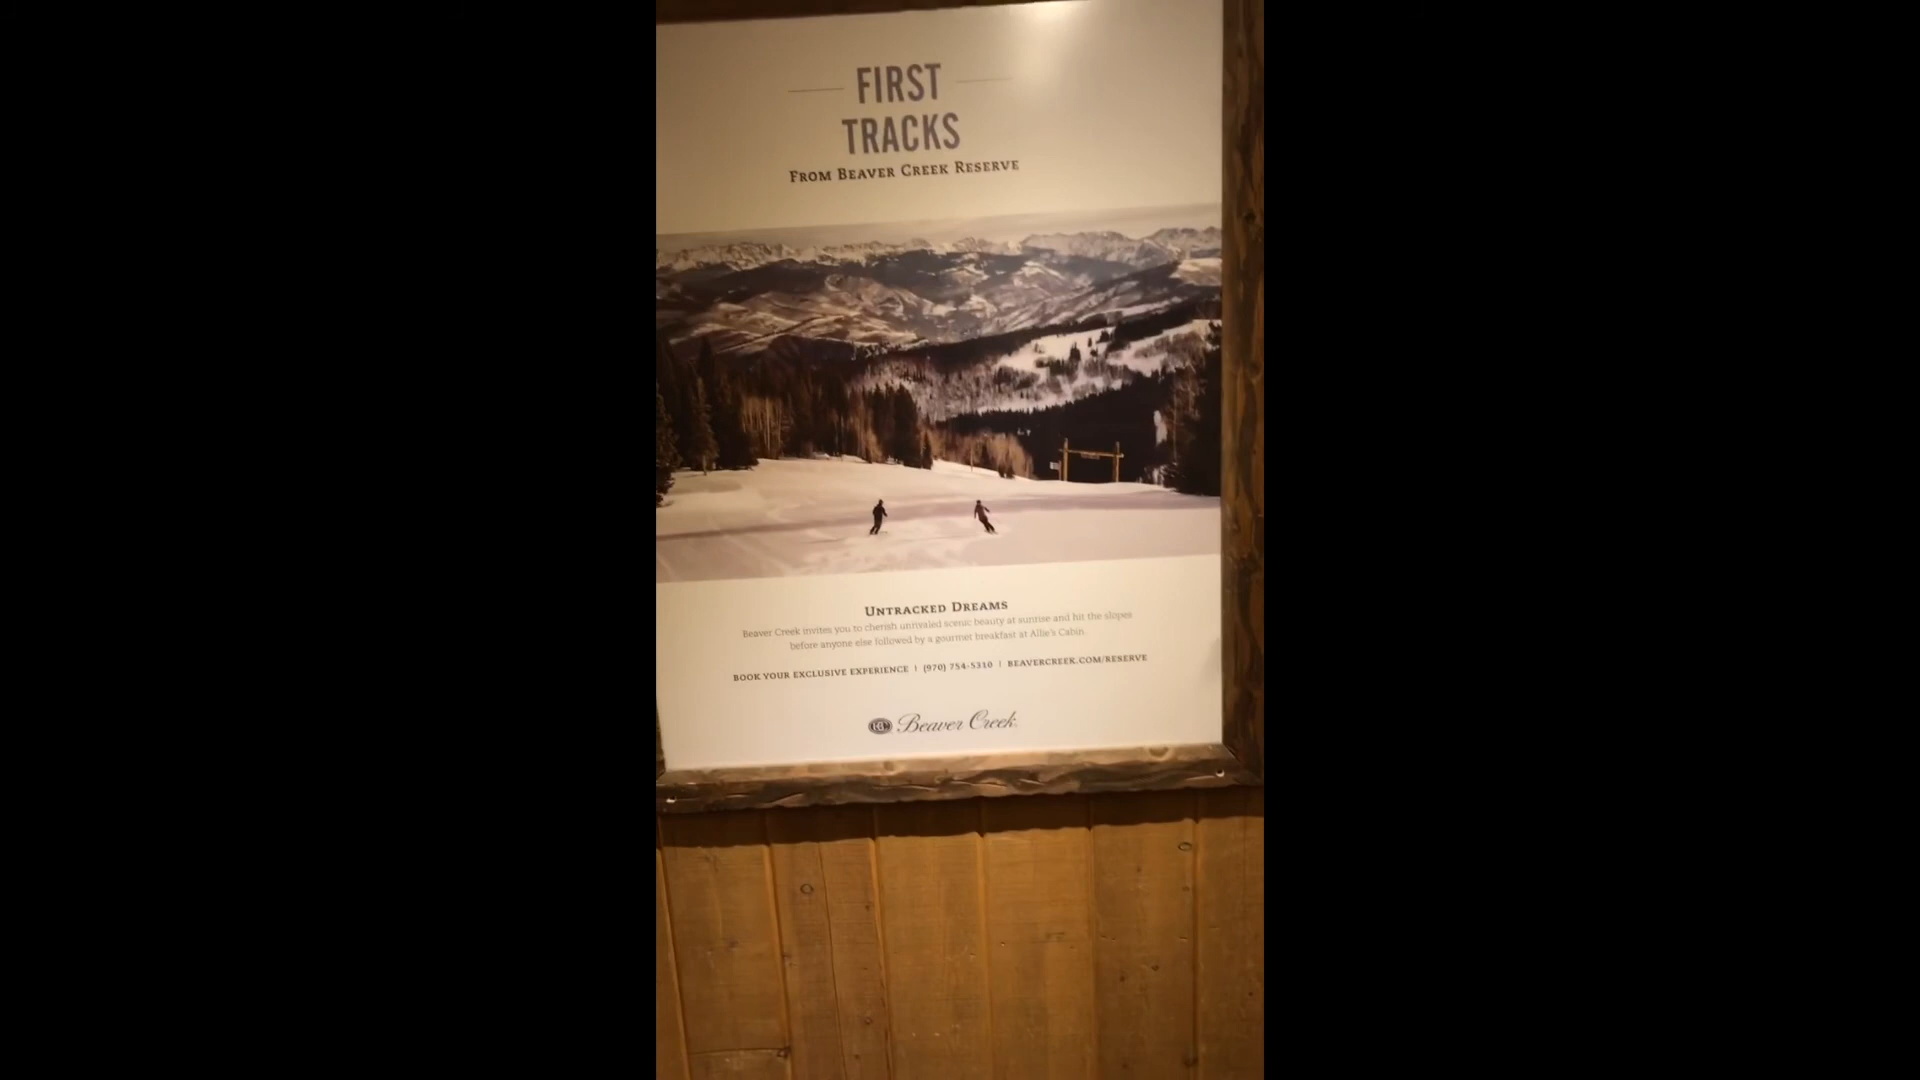 FIRST
TRACKS
FROM BEAVER CREEK RESERVE
UNTRACKED DREAMS
Beaver Creek invites you to cherish unrivaled scenic beauty at sunrise and hit the slopes
before anyone else followed by a gourmet breakfast at Allie's Cabin.
BOOK YOUR EXCLUSIVE EXPERIENCE | (970) 754-5310 | BEAVERCREEK.COM/RESERVE
Beaver Creek